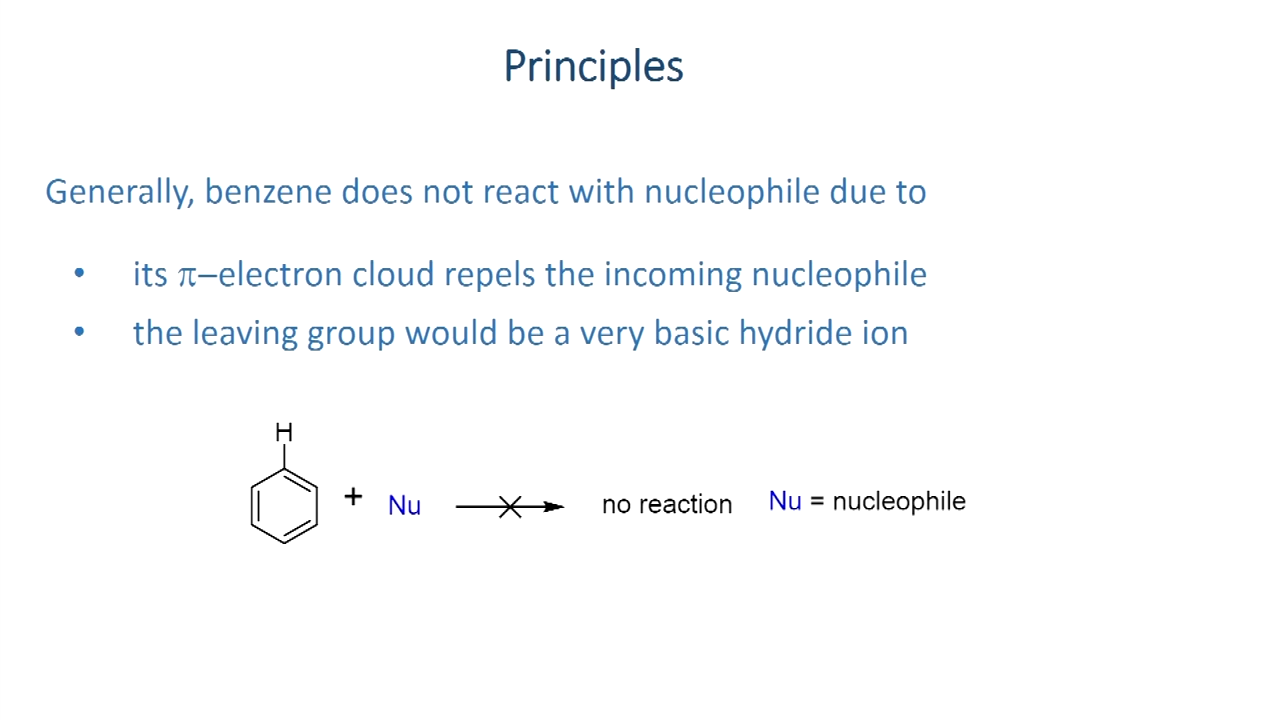 Principles
Generally, benzene does not react with nucleophile due to
• its π–electron cloud repels the incoming nucleophile
• the leaving group would be a very basic hydride ion
H
+ Nu no reaction Nu = nucleophile